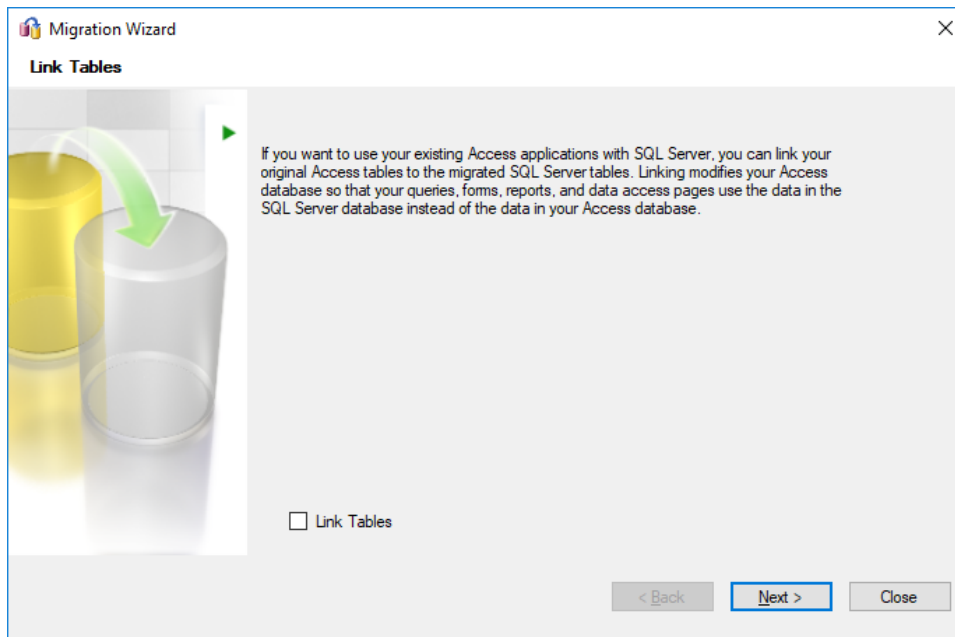 Migration Wizard
Link Tables
If you want to use your existing Access applications with SQL Server, you can link your
original Access tables to the migrated SQL Server tables. Linking modifies your Access
database so that your queries, forms, reports, and data access pages use the data in the
SQL Server database instead of the data in your Access database.
Link Tables
< Back Next > Close